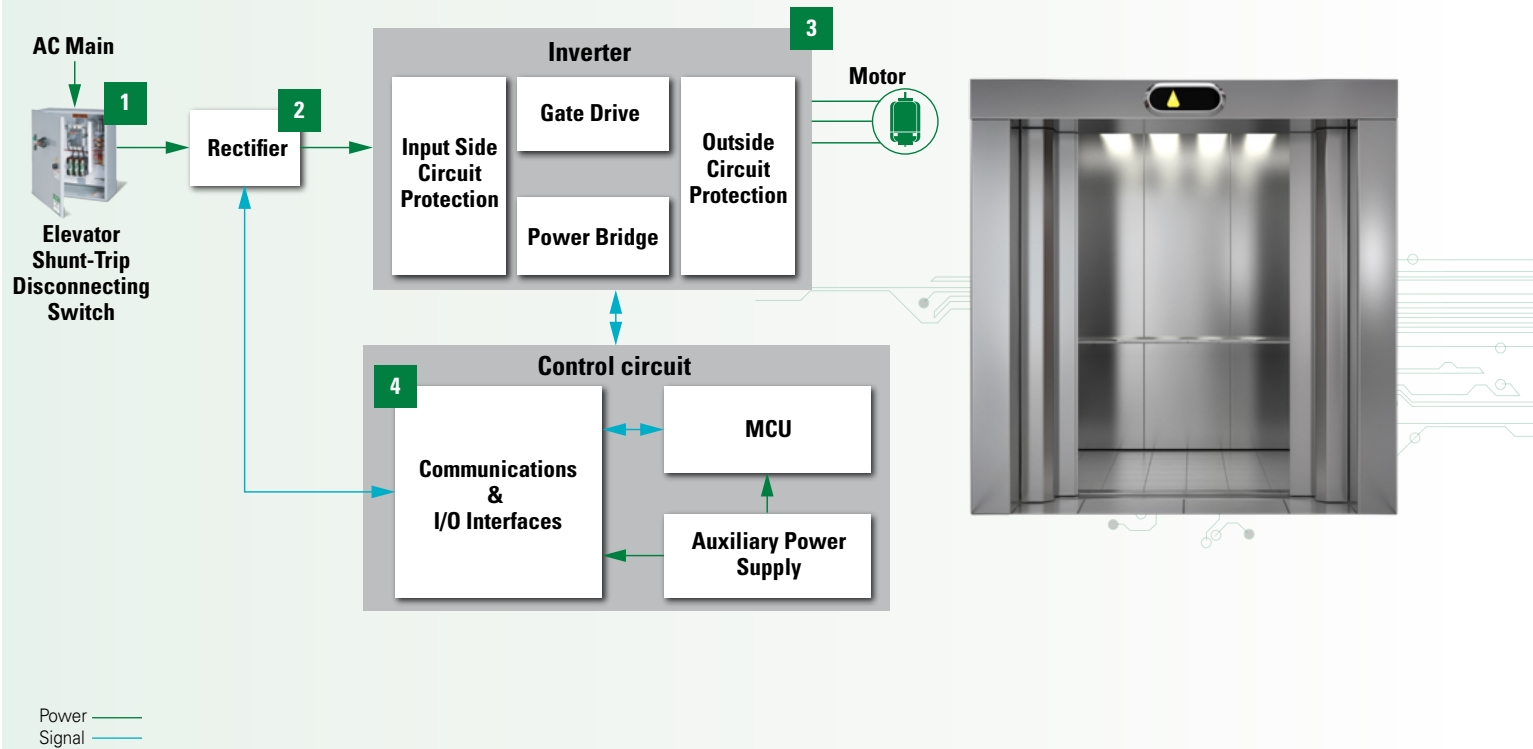 AC Main
1
Elevator
Shunt-Trip
Disconnecting
Switch
2
Rectifier
3
Inverter
Input Side
Circuit
Protection
Gate Drive
Power Bridge
Outside
Circuit
Protection
Motor
Control circuit
4
Communications
&
I/O Interfaces
MCU
Auxiliary Power
Supply
Power
Signal